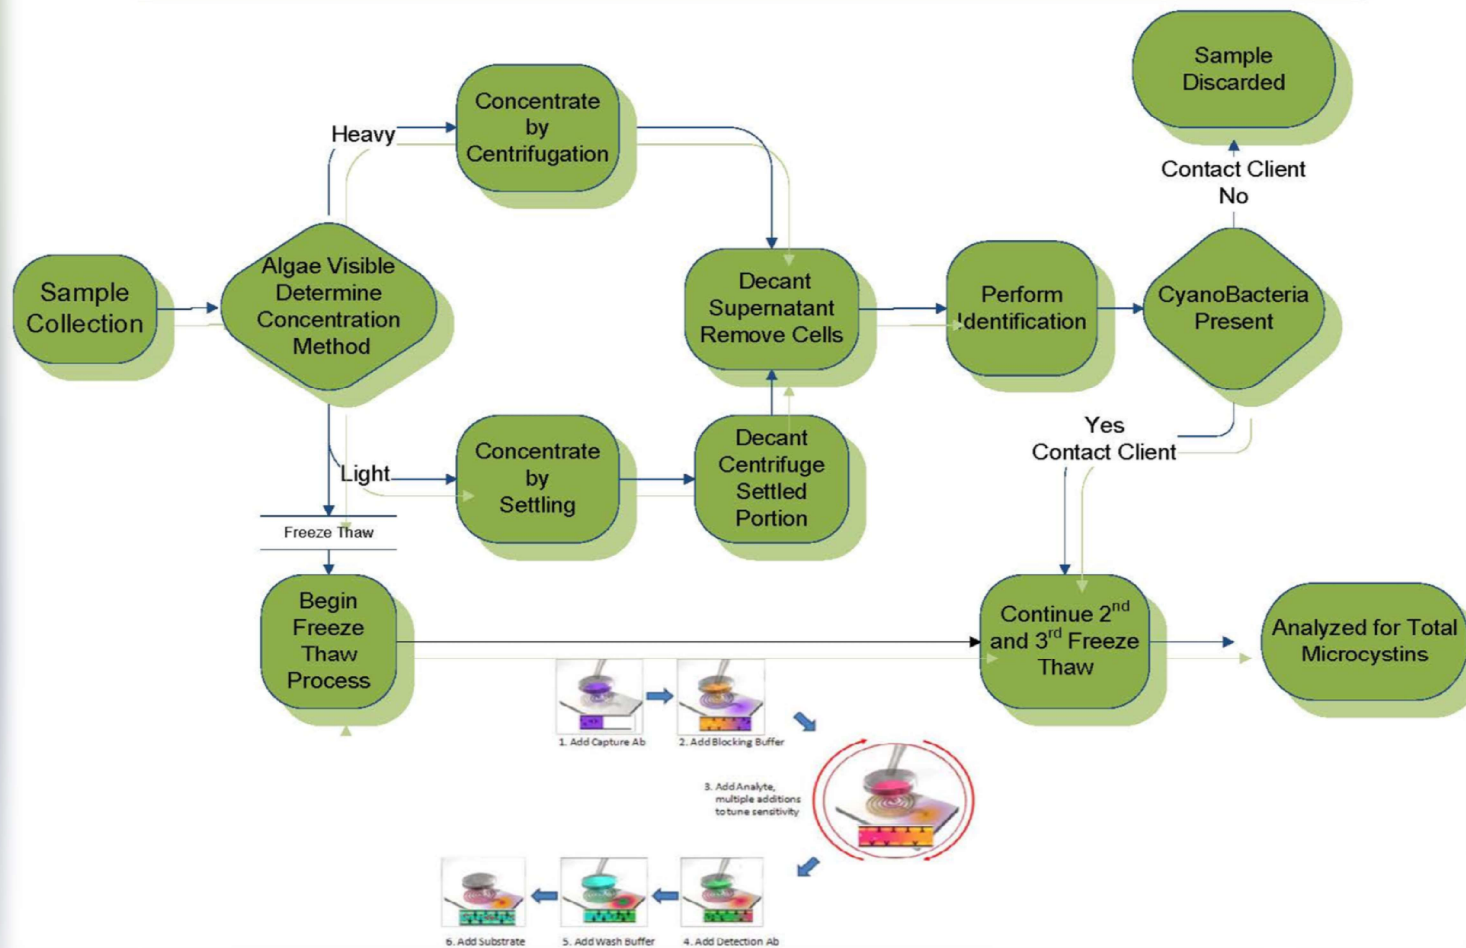 Sample
Discarded
Concentrate
by
Centrifugation
Heavy
Contact Client
No
Sample
Collection
Algae Visible
Determine
Concentration
Method
Decant
Supernatant
Remove Cells
Perform
Identification
CyanoBacteria
Present
Light
Concentrate
by
Settling
Decant
Centrifuge
Settled
Portion
Yes
Contact Client
Freeze Thaw
Begin
Freeze
Thaw
Process
Continue 2nd
and 3rd Freeze
Thaw
Analyzed for Total
Microcystins
1. Add Capture Ab
2. Add Blocking Buffer
3. Add Analyte,
multiple additions
to tune sensitivity
6. Add Substrate
5. Add Wash Buffer
4. Add Detection Ab